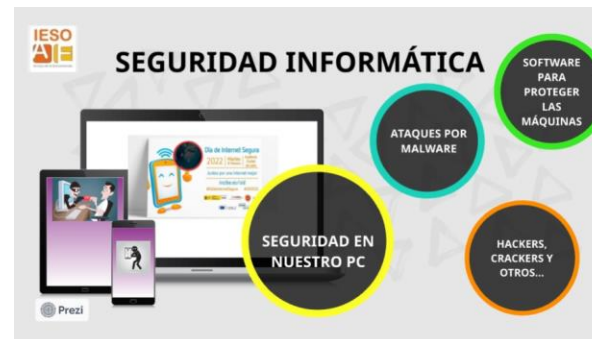 IESO
SEGURIDAD INFORMÁTICA
SOFTWARE
PARA
PROTEGER
LAS
MÁQUINAS
ATAQUES POR
MALWARE
Día de Internet Segura
2022
SEGURIDAD EN
NUESTRO PC
HACKERS,
CRACKERS Y
OTROS...
Prezi